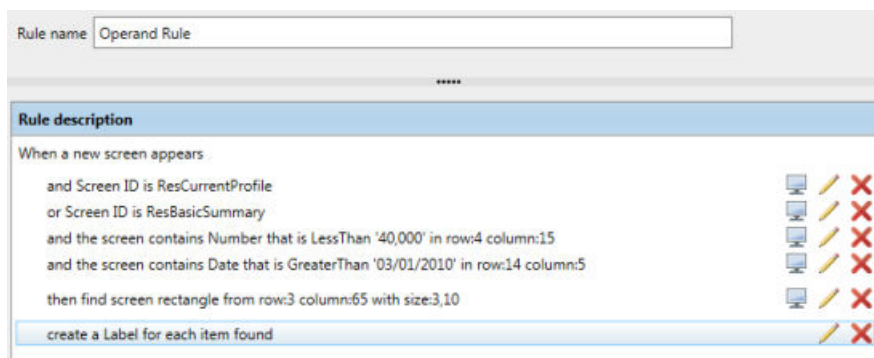 Rule name Operand Rule
Rule description
When a new screen appears
and Screen ID is ResCurrentProfile
or Screen ID is ResBasicSummary
and the screen contains Number that is LessThan '40,000' in row:4 column:15
and the screen contains Date that is GreaterThan '03/01/2010' in row:14 column:5
then find screen rectangle from row:3 column:65 with size:3,10
create a Label for each item found